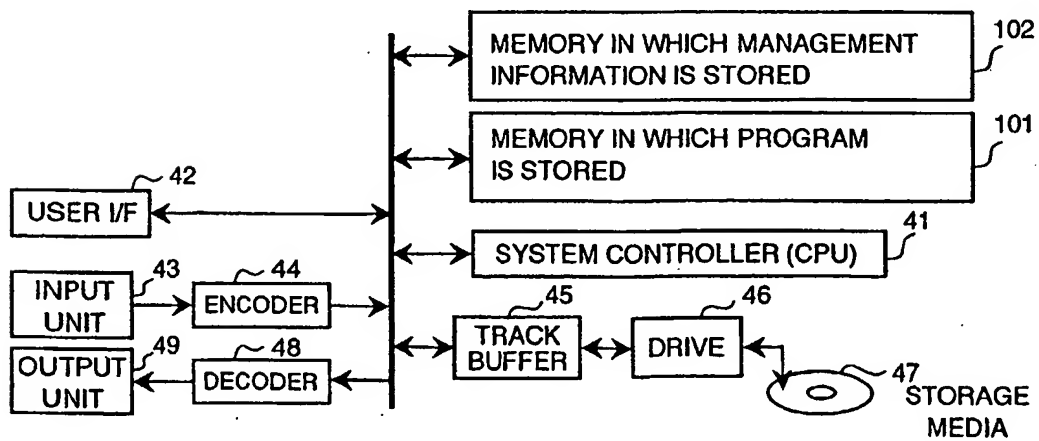 MEMORY IN WHICH MANAGEMENT
INFORMATION IS STORED
102
MEMORY IN WHICH PROGRAM
IS STORED
101
42
USER I/F
SYSTEM CONTROLLER (CPU)
41
43
INPUT
UNIT
44
ENCODER
45
TRACK
BUFFER
46
DRIVE
49
OUTPUT
UNIT
48
DECODER
47
STORAGE
MEDIA